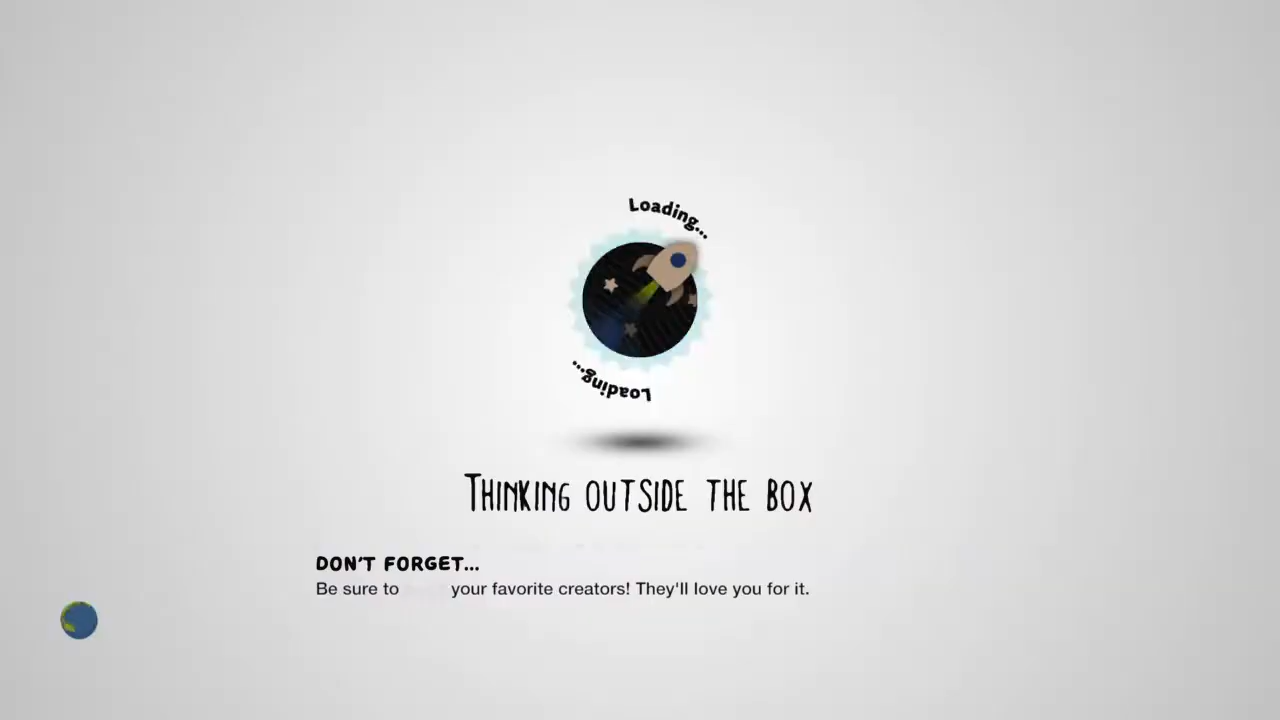 Loading...
Loading...
Thinking outside the box
DON'T FORGET...
Be sure to your favorite creators! They'll love you for it.